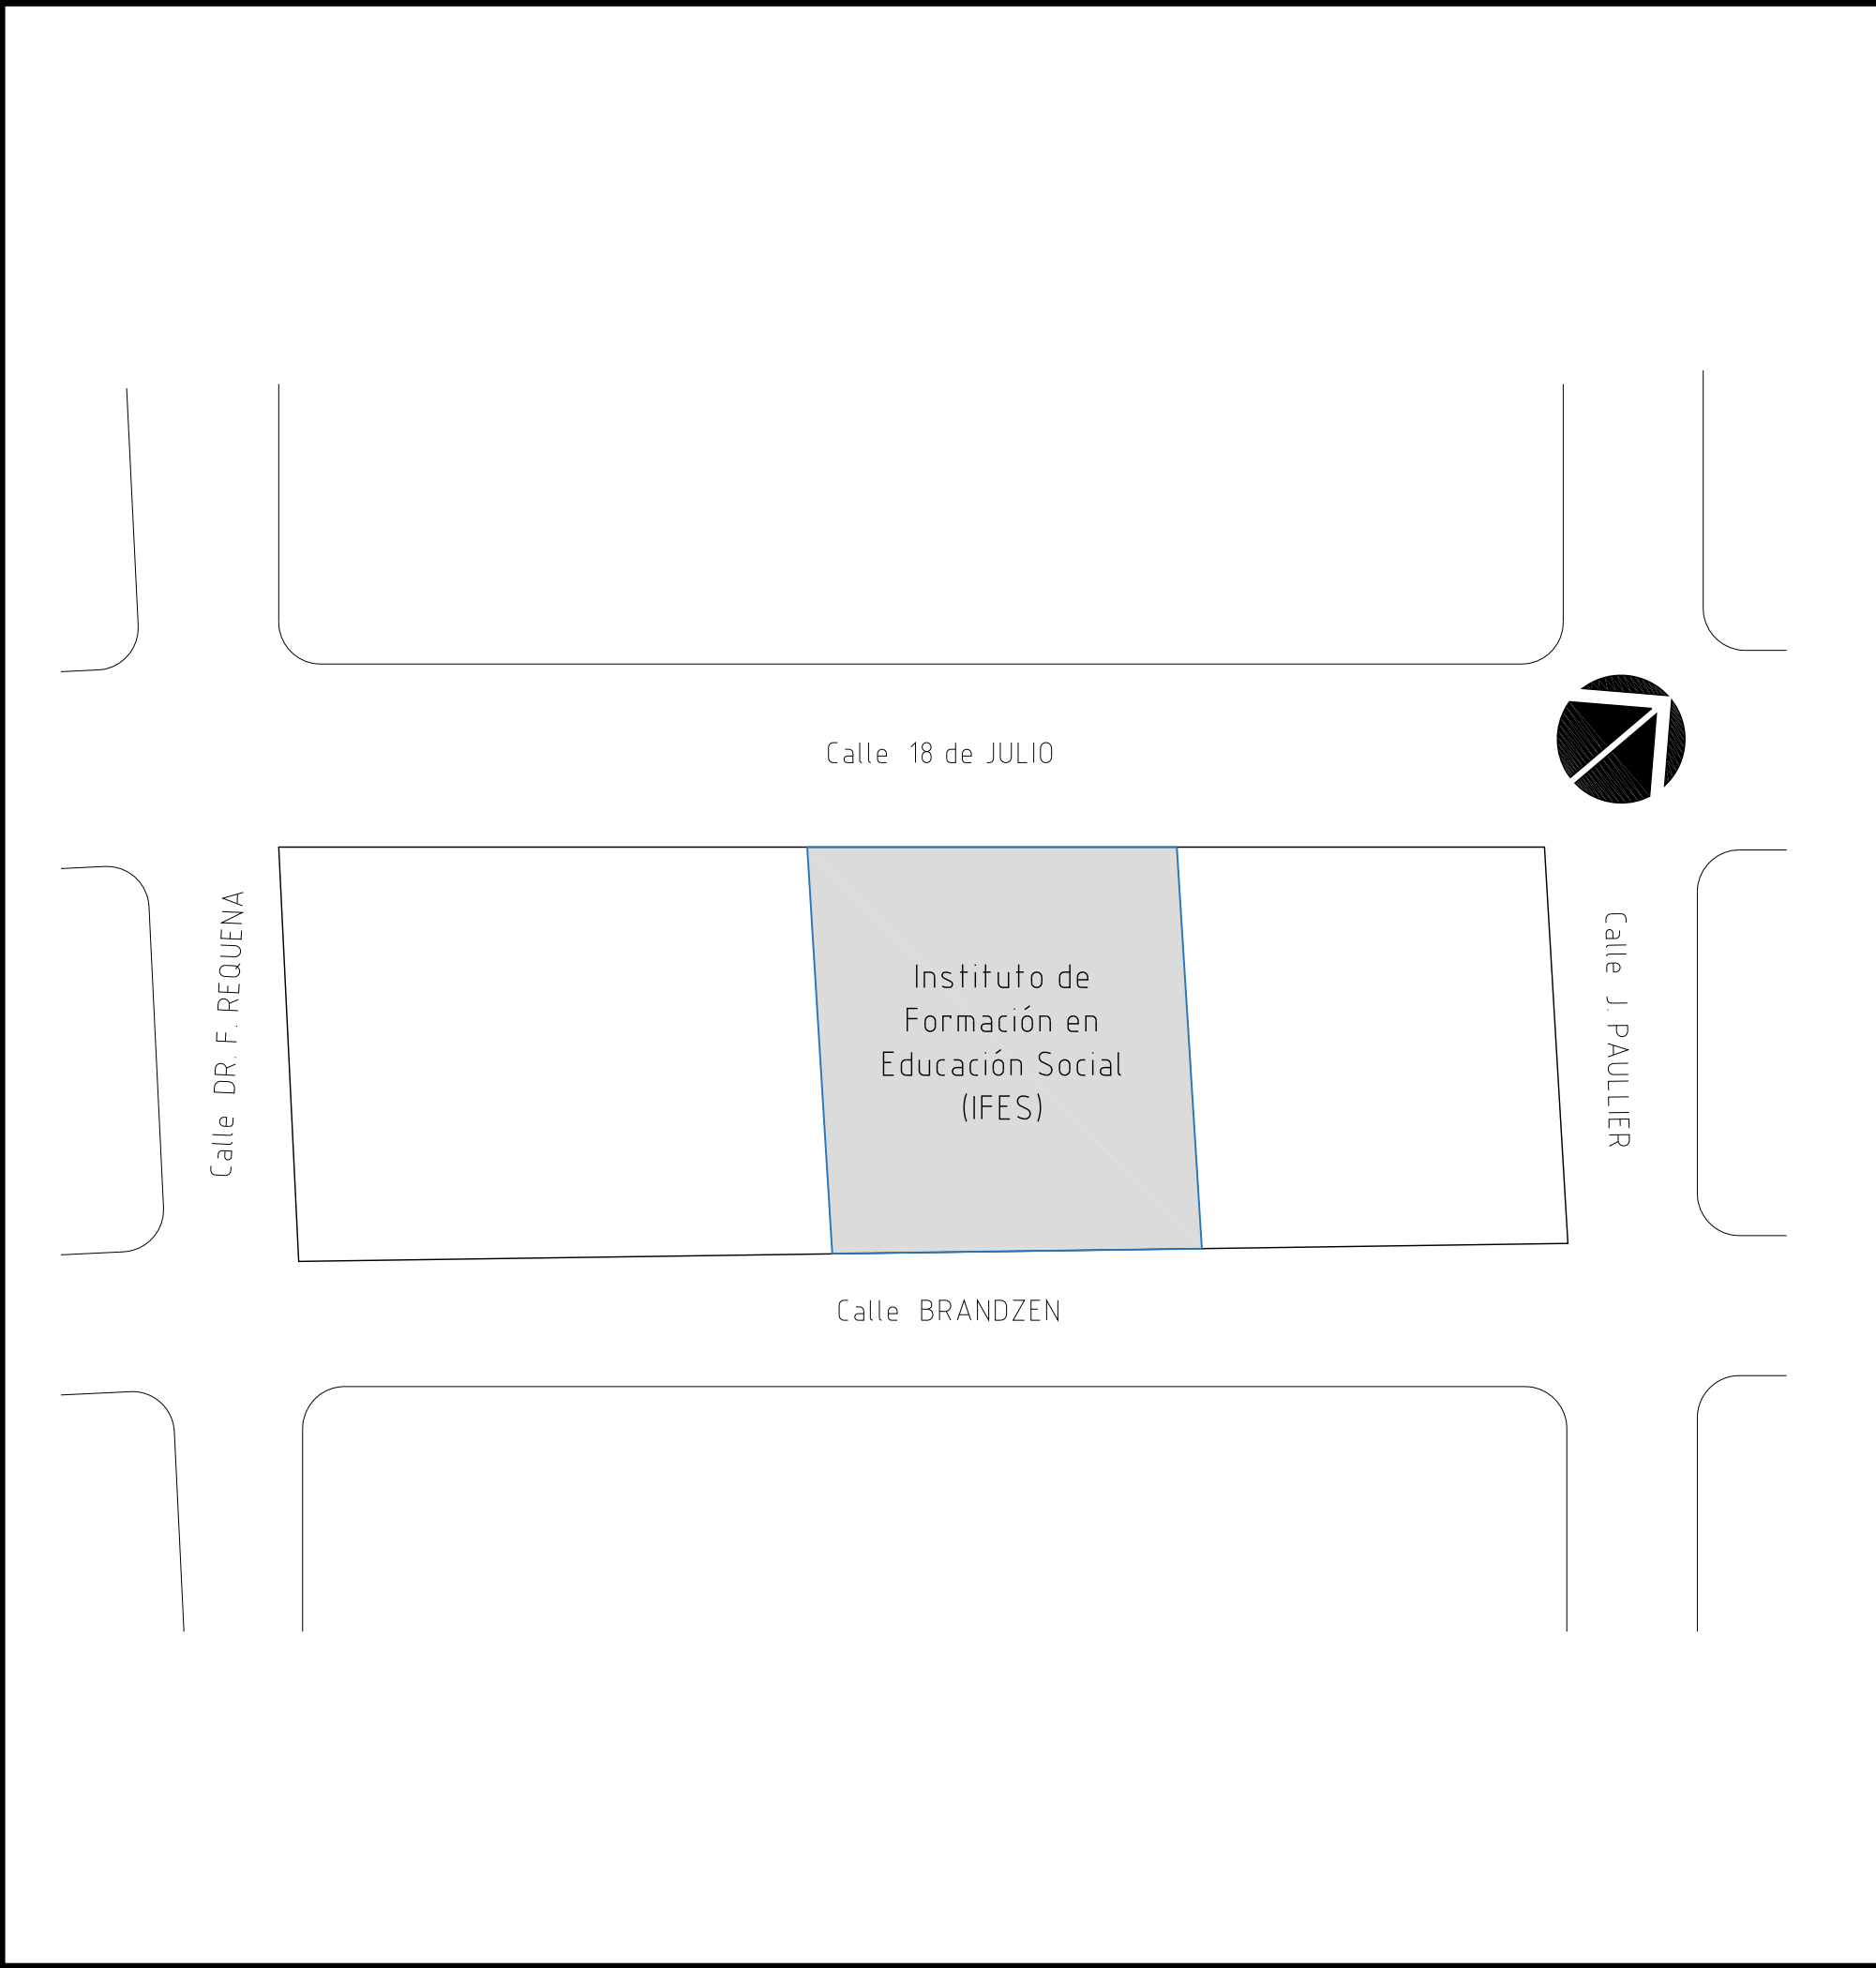 Calle 18 de JULIO
Calle DR. F. REQUENA
Calle J. PAULLIER
Instituto de
Formación en
Educación Social
(IFES)
Calle BRANDZEN